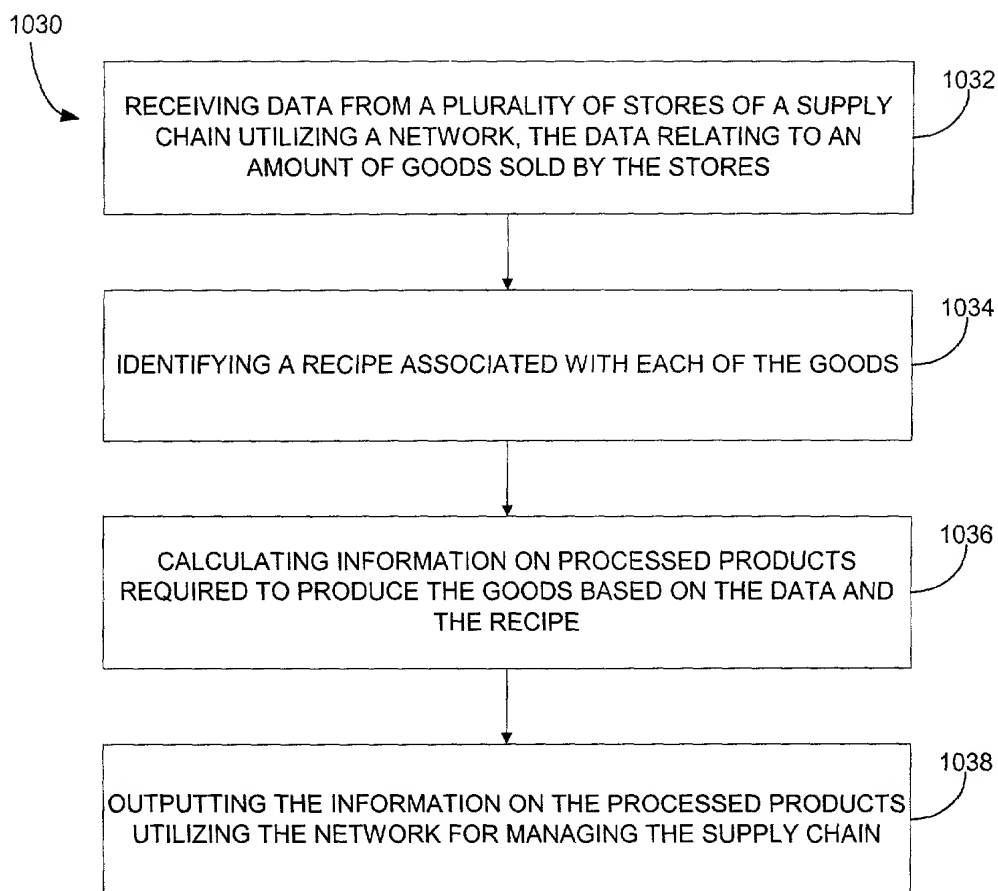 1030
RECEIVING DATA FROM A PLURALITY OF STORES OF A SUPPLY
CHAIN UTILIZING A NETWORK, THE DATA RELATING TO AN
AMOUNT OF GOODS SOLD BY THE STORES
1032
IDENTIFYING A RECIPE ASSOCIATED WITH EACH OF THE GOODS
1034
CALCULATING INFORMATION ON PROCESSED PRODUCTS
REQUIRED TO PRODUCE THE GOODS BASED ON THE DATA AND
THE RECIPE
1036
OUTPUTTING THE INFORMATION ON THE PROCESSED PRODUCTS
UTILIZING THE NETWORK FOR MANAGING THE SUPPLY CHAIN
1038